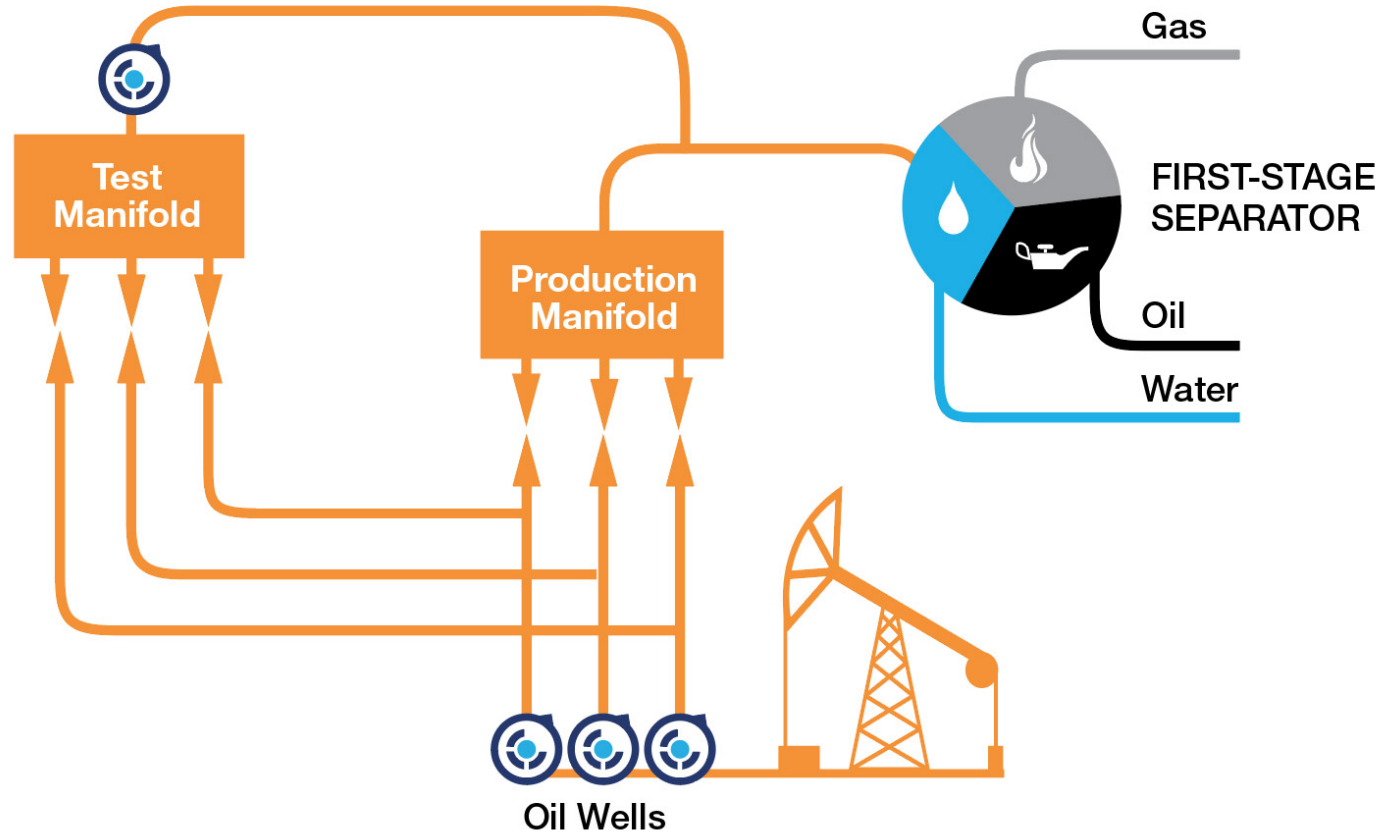 Gas
Test
Manifold
FIRST-STAGE
SEPARATOR
Production
Manifold
Oil
Water
Oil Wells